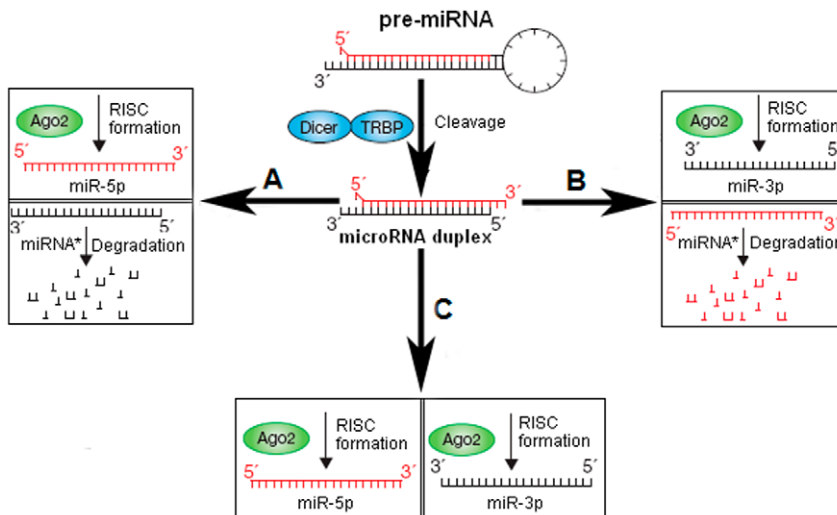 pre-miRNA
5´
3´
Dicer TRBP Cleavage
A
B
5´ 3´
3´ 5´
microRNA duplex
C
Ago2 RISC
formation
5´ 3´
miR-5p
3´ 5´
miRNA* Degradation
Ago2 RISC
formation
3´ 5´
miR-3p
5´ 3´
miRNA* Degradation
Ago2 RISC
formation
5´ 3´
miR-5p
Ago2 RISC
formation
3´ 5´
miR-3p